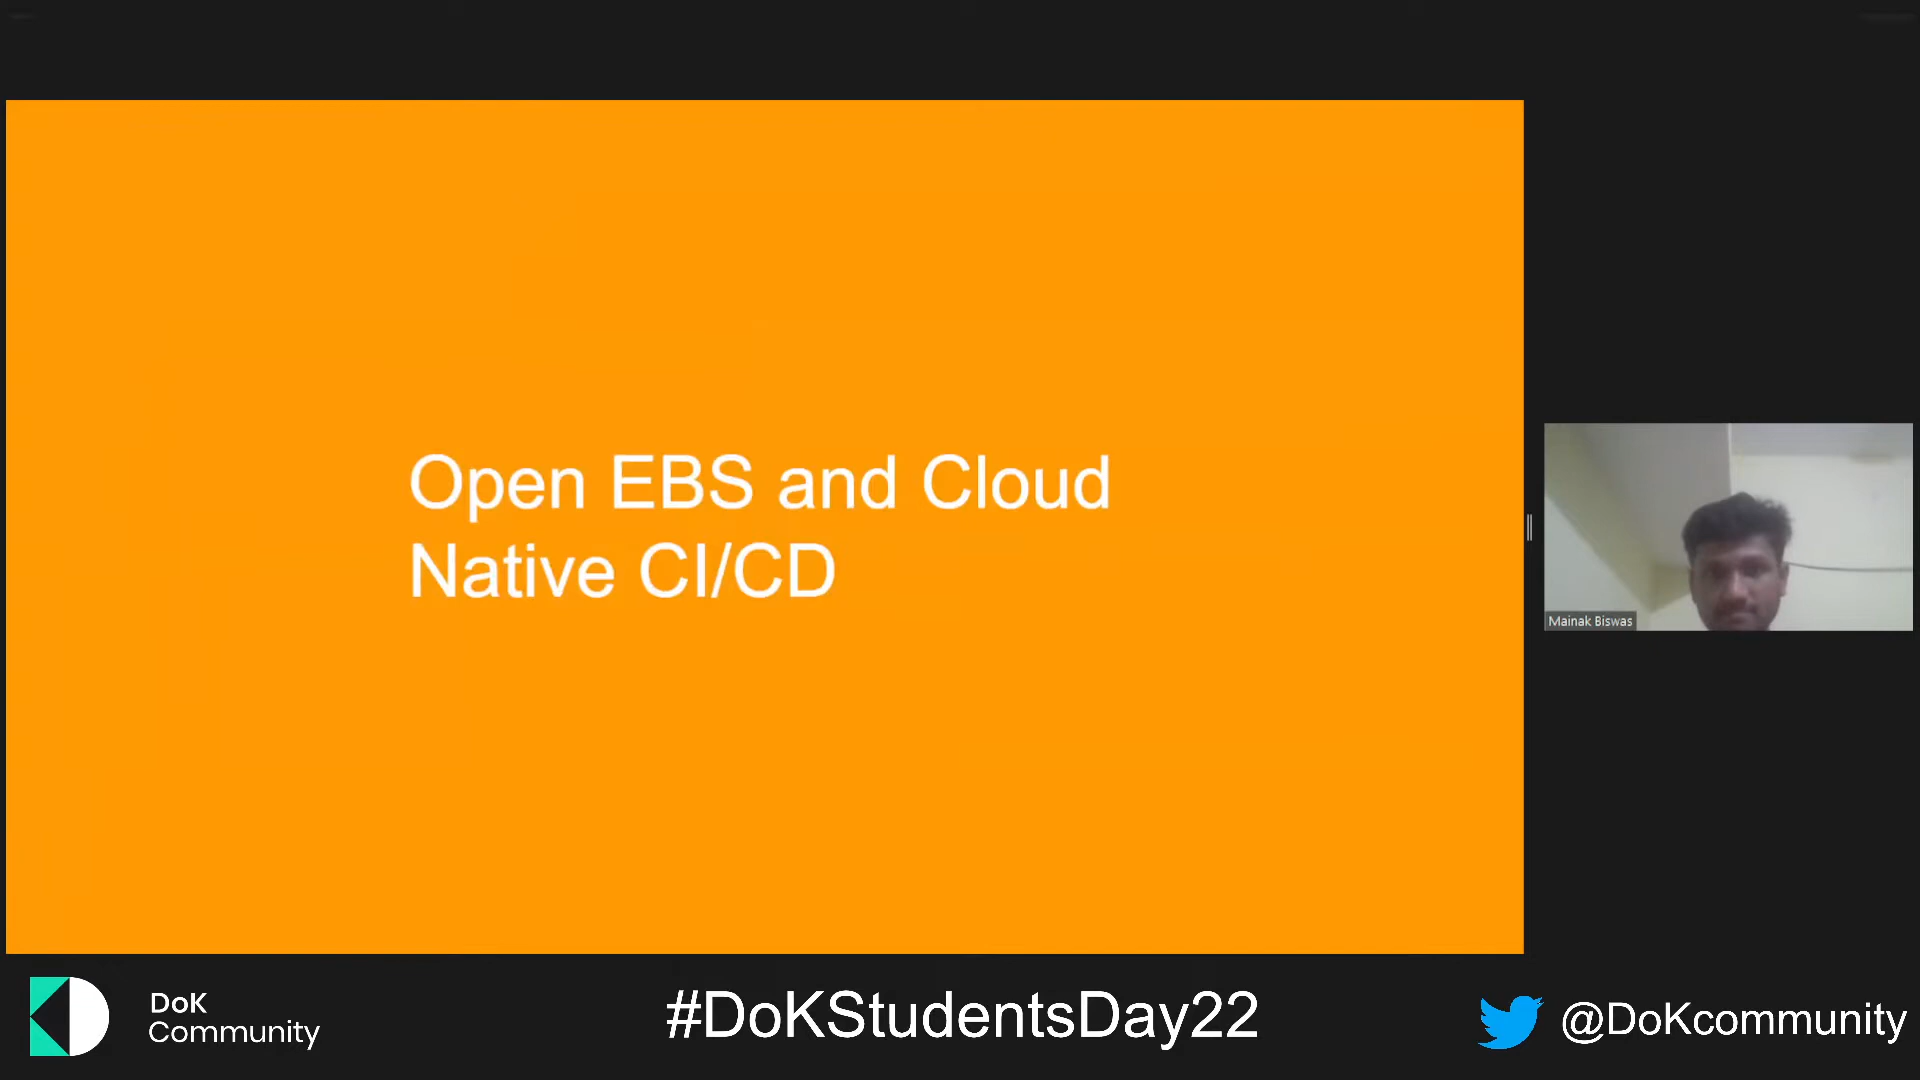 Open EBS and Cloud
Native CI/CD
Mainak Biswas
DoK
Community
#DoKStudentsDay22
@DoKcommunity